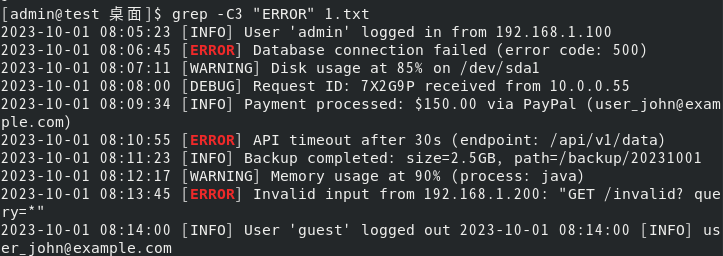 [admin@test 桌面]$ grep -C3 "ERROR" 1.txt
2023-10-01 08:05:23 [INFO] User 'admin' logged in from 192.168.1.100
2023-10-01 08:06:45 [ERROR] Database connection failed (error code: 500)
2023-10-01 08:07:11 [WARNING] Disk usage at 85% on /dev/sda1
2023-10-01 08:08:00 [DEBUG] Request ID: 7X2G9P received from 10.0.0.55
2023-10-01 08:09:34 [INFO] Payment processed: $150.00 via PayPal (user_john@exam
ple.com)
2023-10-01 08:10:55 [ERROR] API timeout after 30s (endpoint: /api/v1/data)
2023-10-01 08:11:23 [INFO] Backup completed: size=2.5GB, path=/backup/20231001
2023-10-01 08:12:17 [WARNING] Memory usage at 90% (process: java)
2023-10-01 08:13:45 [ERROR] Invalid input from 192.168.1.200: "GET /invalid? que
ry=*"
2023-10-01 08:14:00 [INFO] User 'guest' logged out 2023-10-01 08:14:00 [INFO] us
er_john@example.com